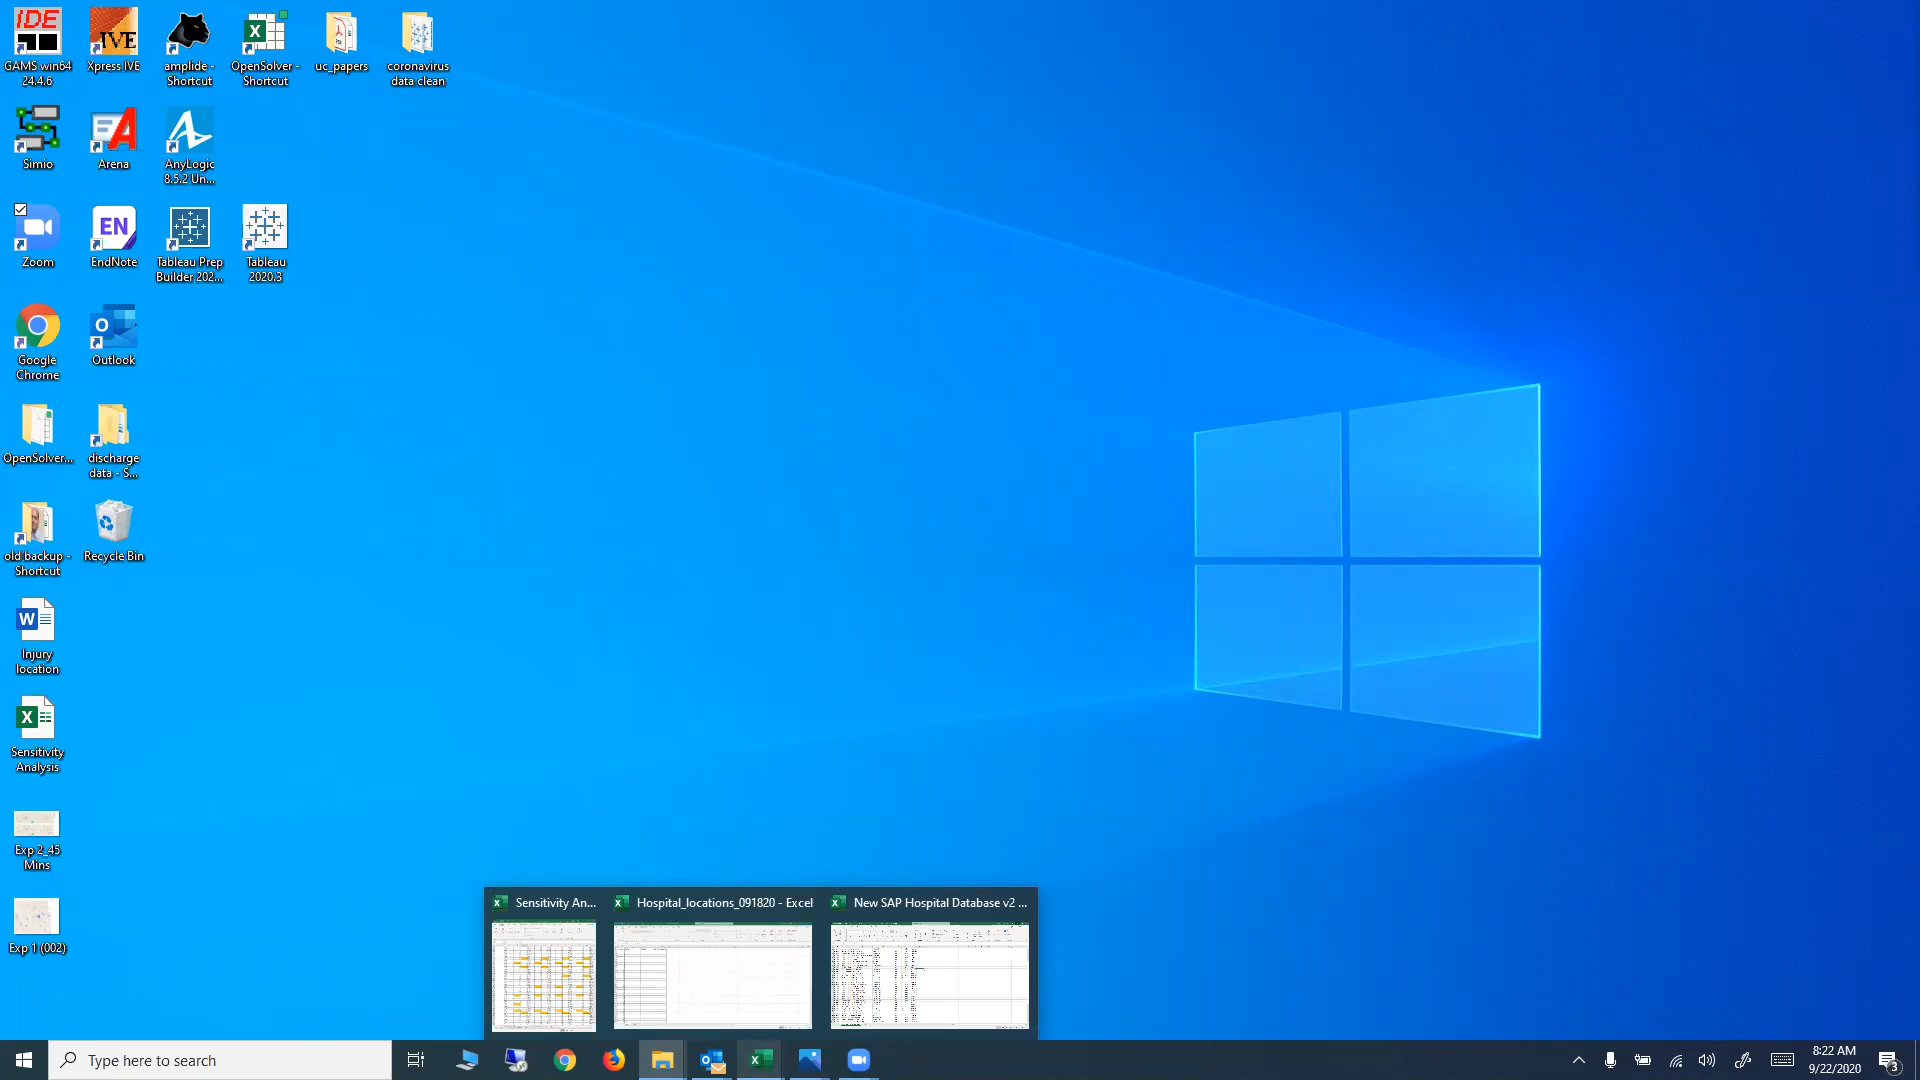 IDE
IVE
GAMS win64
24.4.6
Xpress IVE
amplide -
Shortcut
OpenSolver -
Shortcut
uc_papers
coronavirus
data clean
Simio
Arena
AnyLogic
8.5.2 Un...
EN
Zoom
EndNote
Tableau Prep
Builder 202...
Tableau
2020.3
Google
Chrome
Outlook
OpenSolver...
discharge
data - S...
old backup -
Shortcut
Recycle Bin
Injury
location
Sensitivity
Analysis
Exp 2_45
Mins
Exp 1 (002)
Sensitivity An...
Hospital_locations_091820 - Excel
New SAP Hospital Database v2 ...
Type here to search
8:22 AM
9/22/2020
3